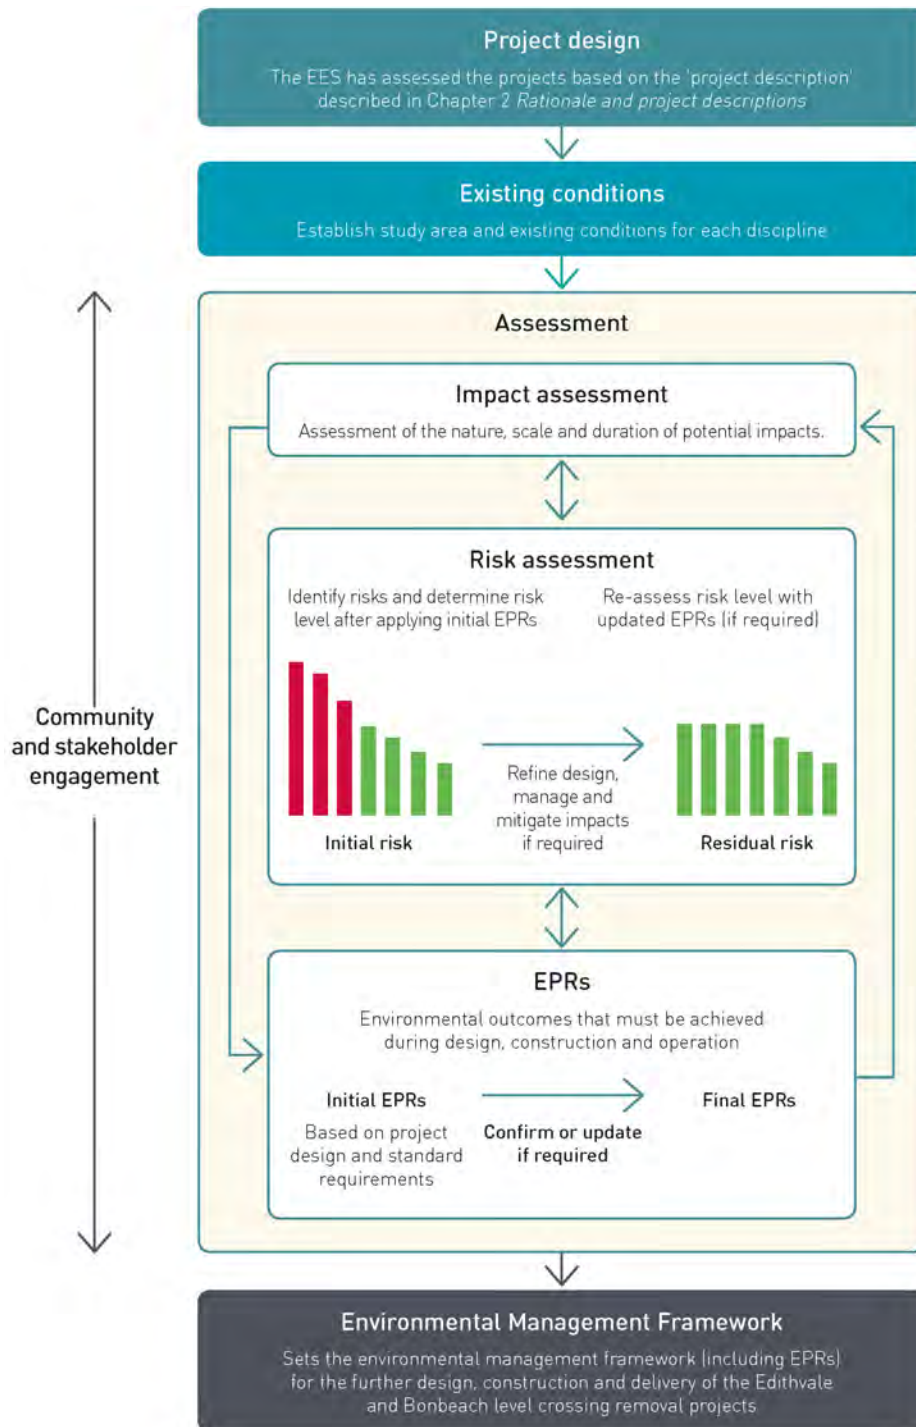 Project design
The EES has assessed the projects based on the 'project description'
described in Chapter 2 Rationale and project descriptions
Existing conditions
Establish study area and existing conditions for each discipline
Assessment
Impact assessment
Assessment of the nature, scale and duration of potential impacts.
Risk assessment
Identify risks and determine risk
level after applying initial EPRs
Re-assess risk level with
updated EPRs (if required)
Community
and stakeholder
engagement
Refine design,
manage and
mitigate impacts
if required
Initial risk
Residual risk
EPRs
Environmental outcomes that must be achieved
during design, construction and operation
Initial EPRs
Based on project
design and standard
requirements
Confirm or update
if required
Final EPRs
Environmental Management Framework
Sets the environmental management framework (including EPRs)
for the further design, construction and delivery of the Edithvale
and Bonbeach level crossing removal projects